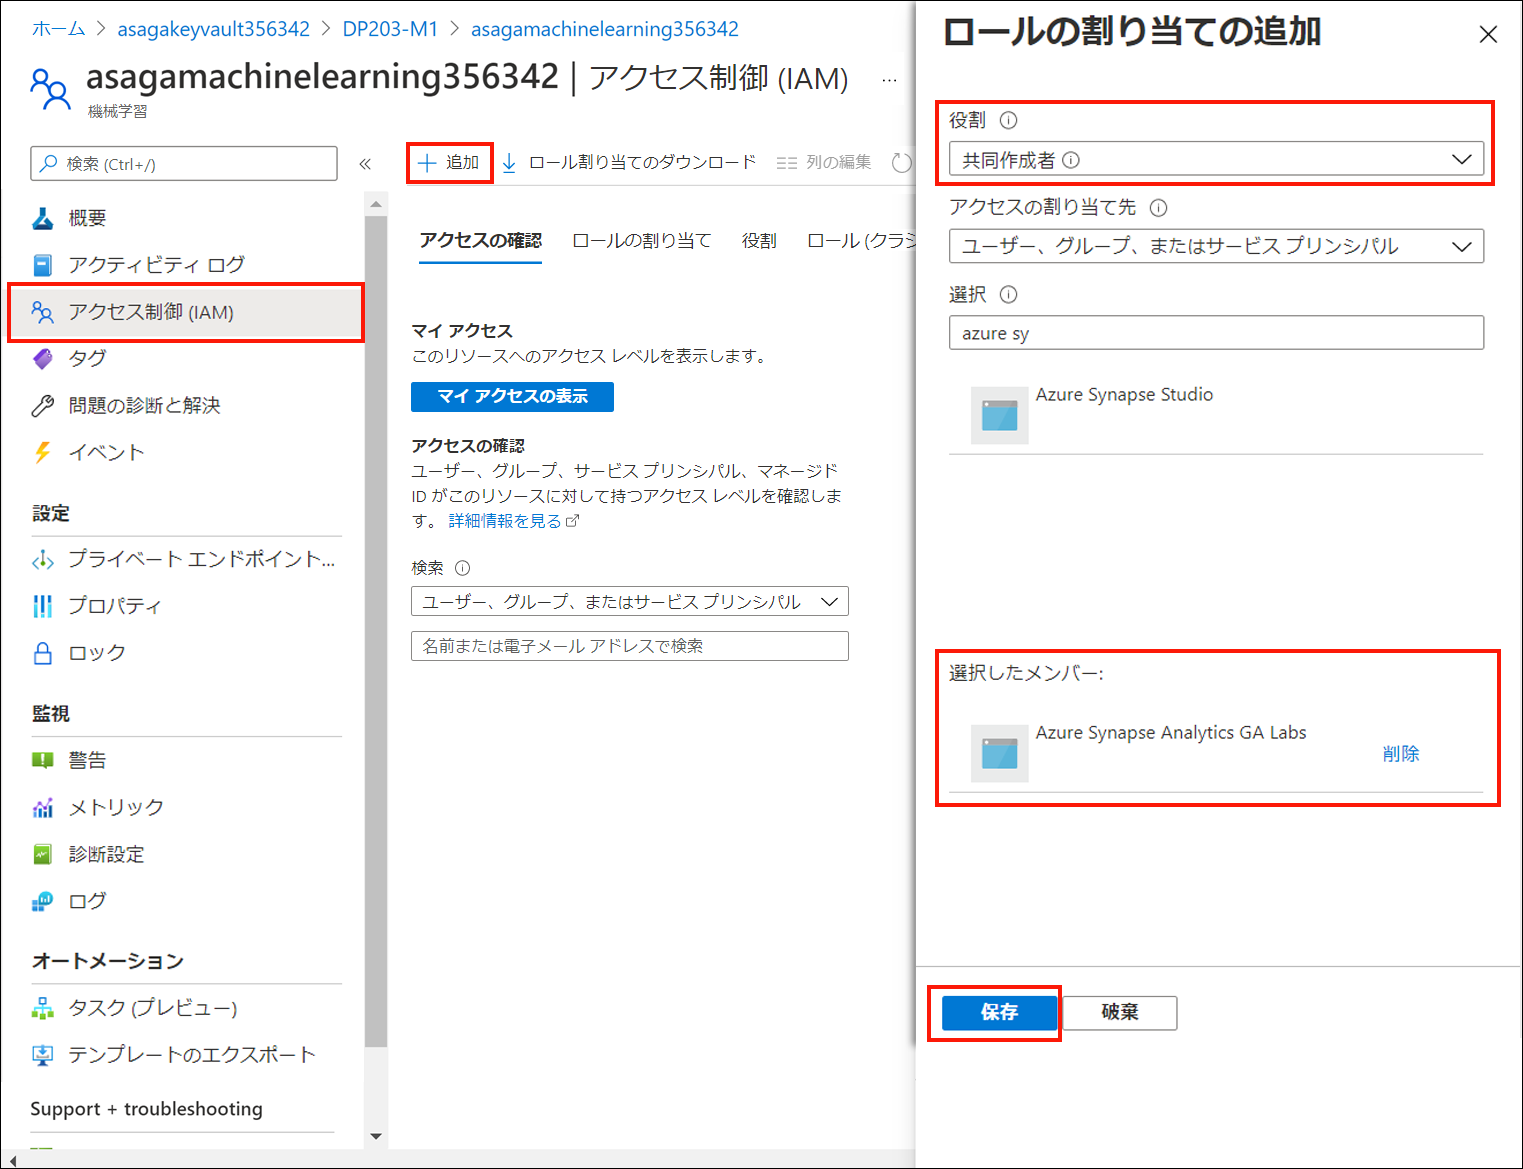 ホーム > asagakeyvault356342 > DP203-M1 > asagamachinelearning356342
asagamachinelearning356342 | アクセス制御 (IAM) ...
機械学習
検索 (Ctrl+/)
«
概要
アクティビティ ログ
アクセス制御 (IAM)
タグ
問題の診断と解決
イベント
設定
プライベート エンドポイント...
プロパティ
ロック
監視
警告
メトリック
診断設定
ログ
オートメーション
タスク (プレビュー)
テンプレートのエクスポート
Support + troubleshooting
追加
ロール割り当てのダウンロード
列の編集
アクセスの確認
ロールの割り当て
役割
ロール (クラシ
マイ アクセス
このリソースへのアクセス レベルを表示します。
マイ アクセスの表示
アクセスの確認
ユーザー、グループ、サービス プリンシパル、マネージド
ID がこのリソースに対して持つアクセス レベルを確認しま
す。 詳細情報を見る
検索
ユーザー、グループ、またはサービス プリンシパル
名前または電子メール アドレスで検索
ロールの割り当ての追加
役割
共同作成者
アクセスの割り当て先
ユーザー、グループ、またはサービス プリンシパル
選択
azure sy
Azure Synapse Studio
選択したメンバー:
Azure Synapse Analytics GA Labs
削除
保存
破棄